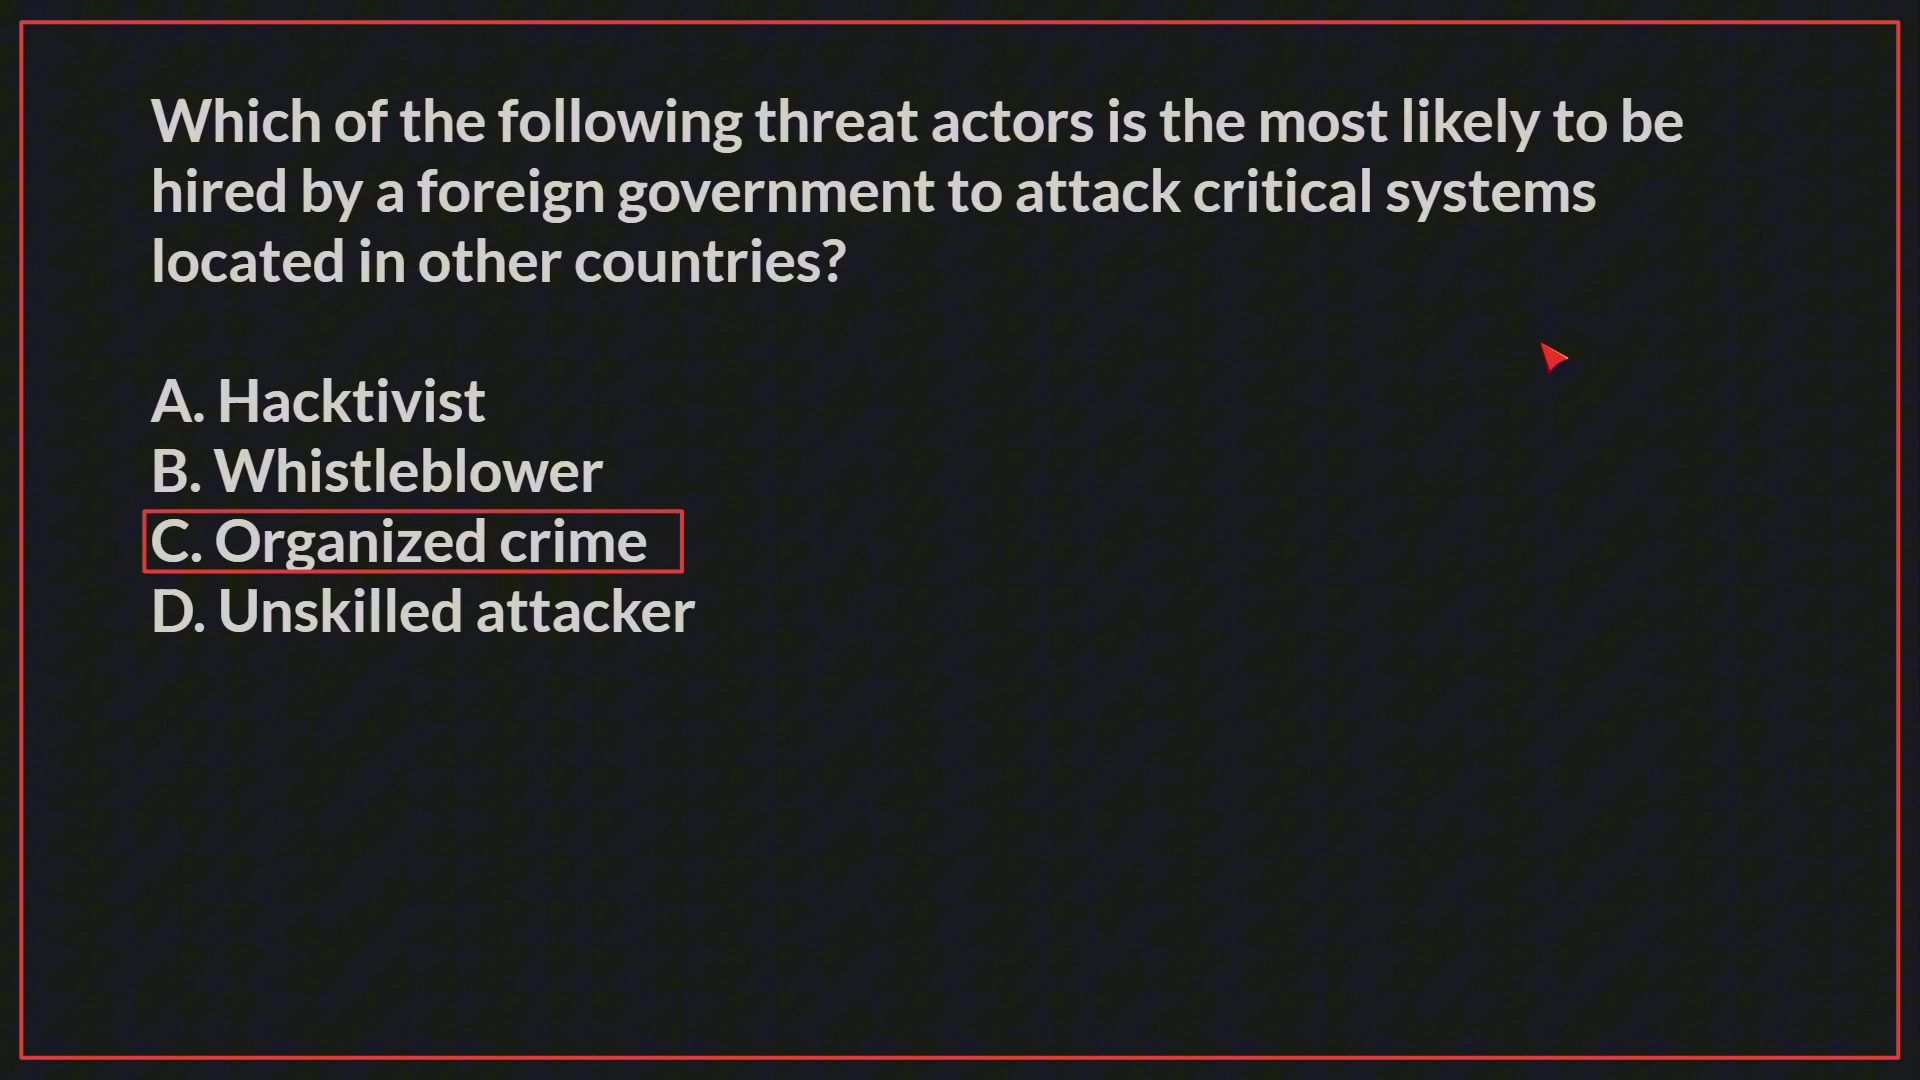 Which of the following threat actors is the most likely to be
hired by a foreign government to attack critical systems
located in other countries?
A. Hacktivist
B. Whistleblower
C. Organized crime
D. Unskilled attacker